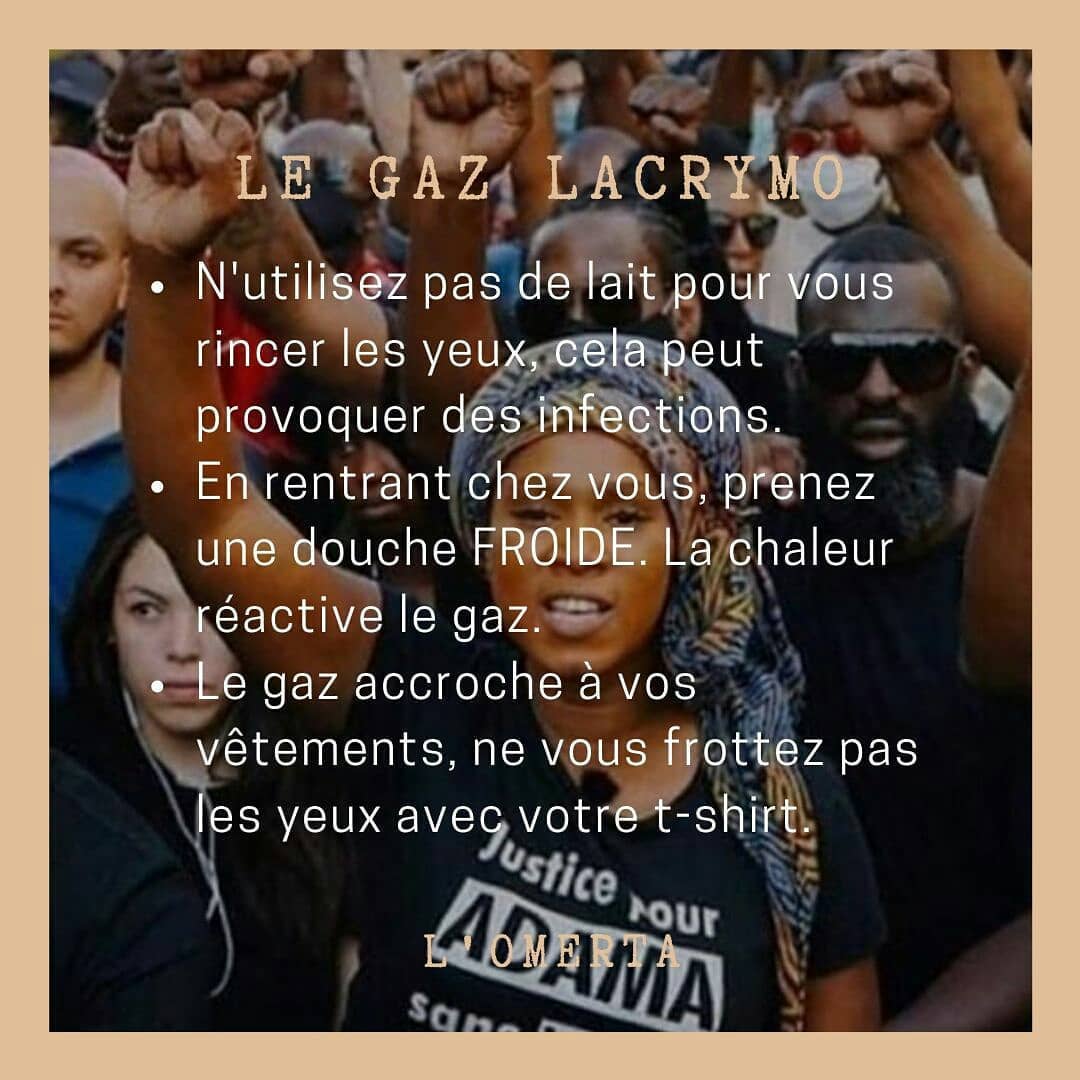 LE GAZ LACRYMO
• N'utilisez pas de lait pour vous
rincer les yeux, cela peut
provoquer des infections.
• En rentrant chez vous, prenez
une douche FROIDE. La chaleur
réactive le gaz.
• Le gaz accroche à vos
vêtements, ne vous frottez pas
les yeux avec votre t-shirt.
Justice pour
ADAMA
L'OMERTA